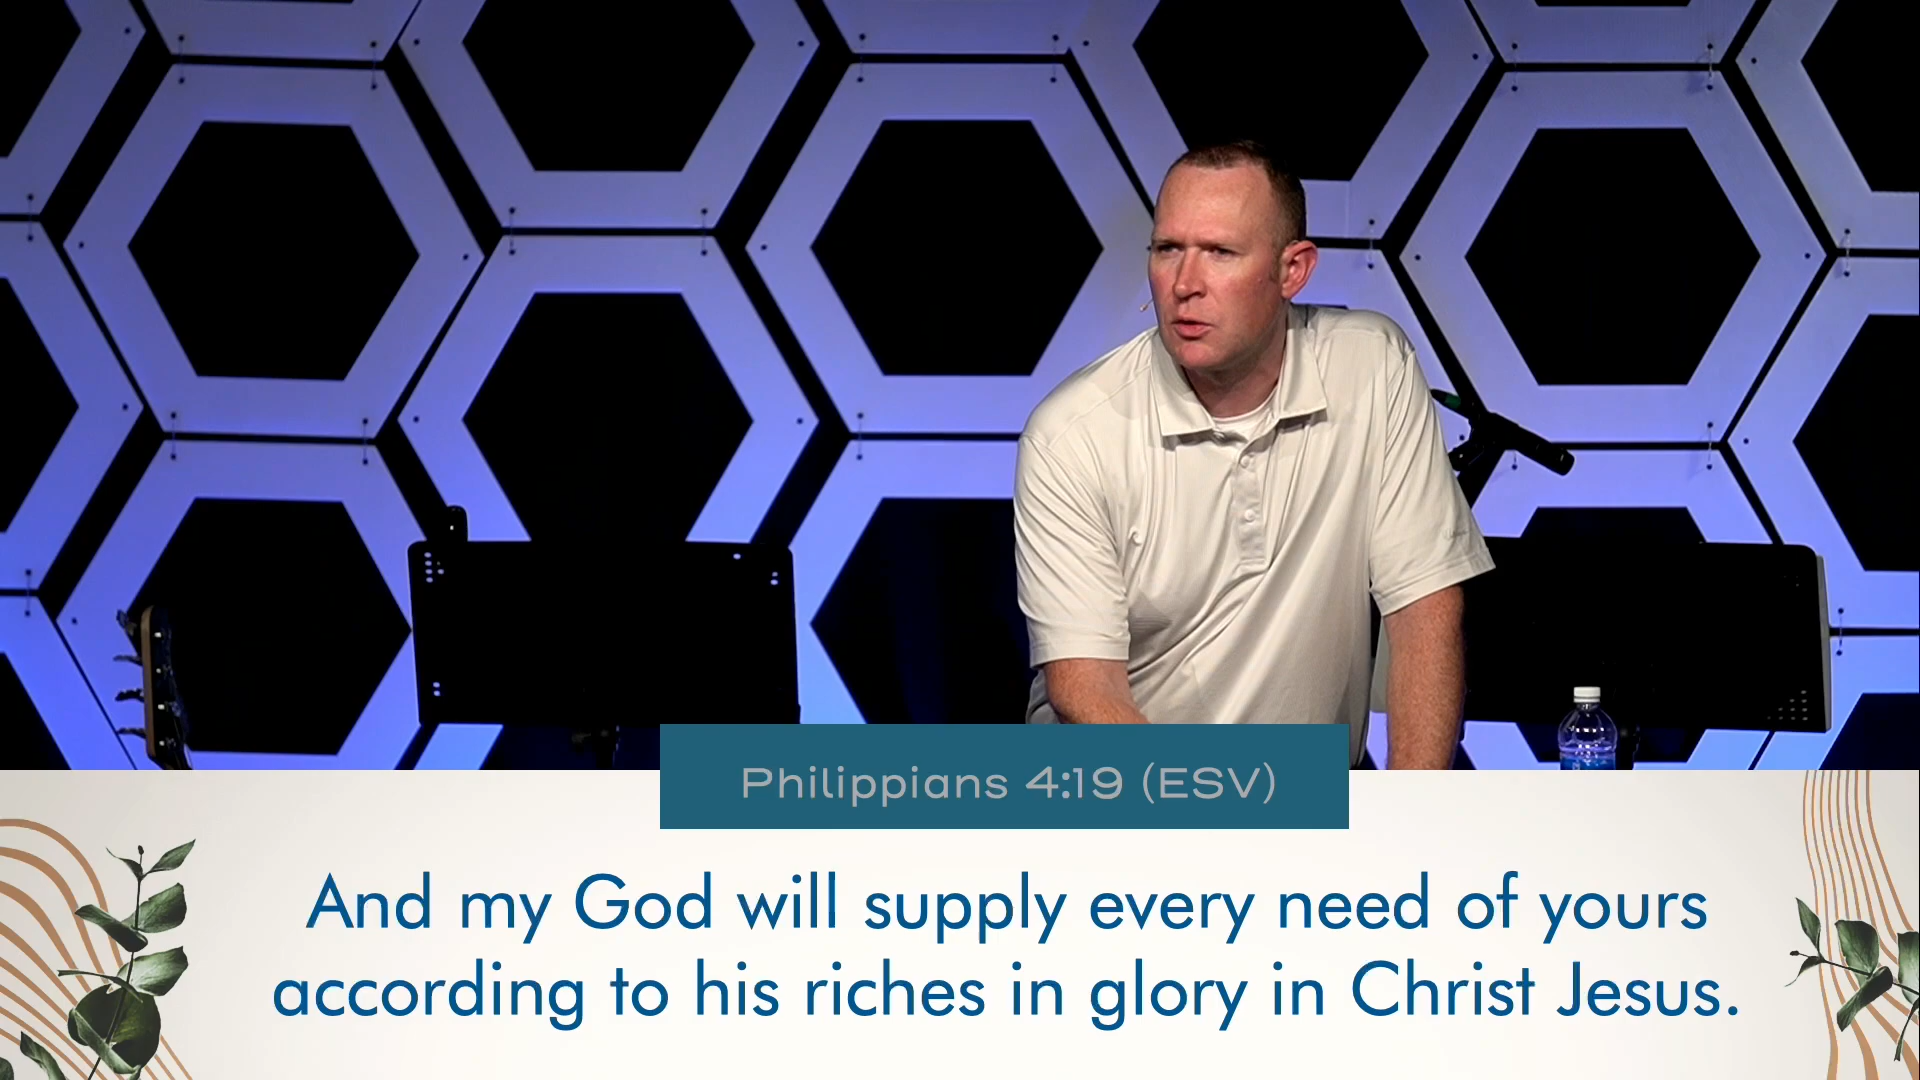 Philippians 4:19 (ESV)
And my God will supply every need of yours
according to his riches in glory in Christ Jesus.